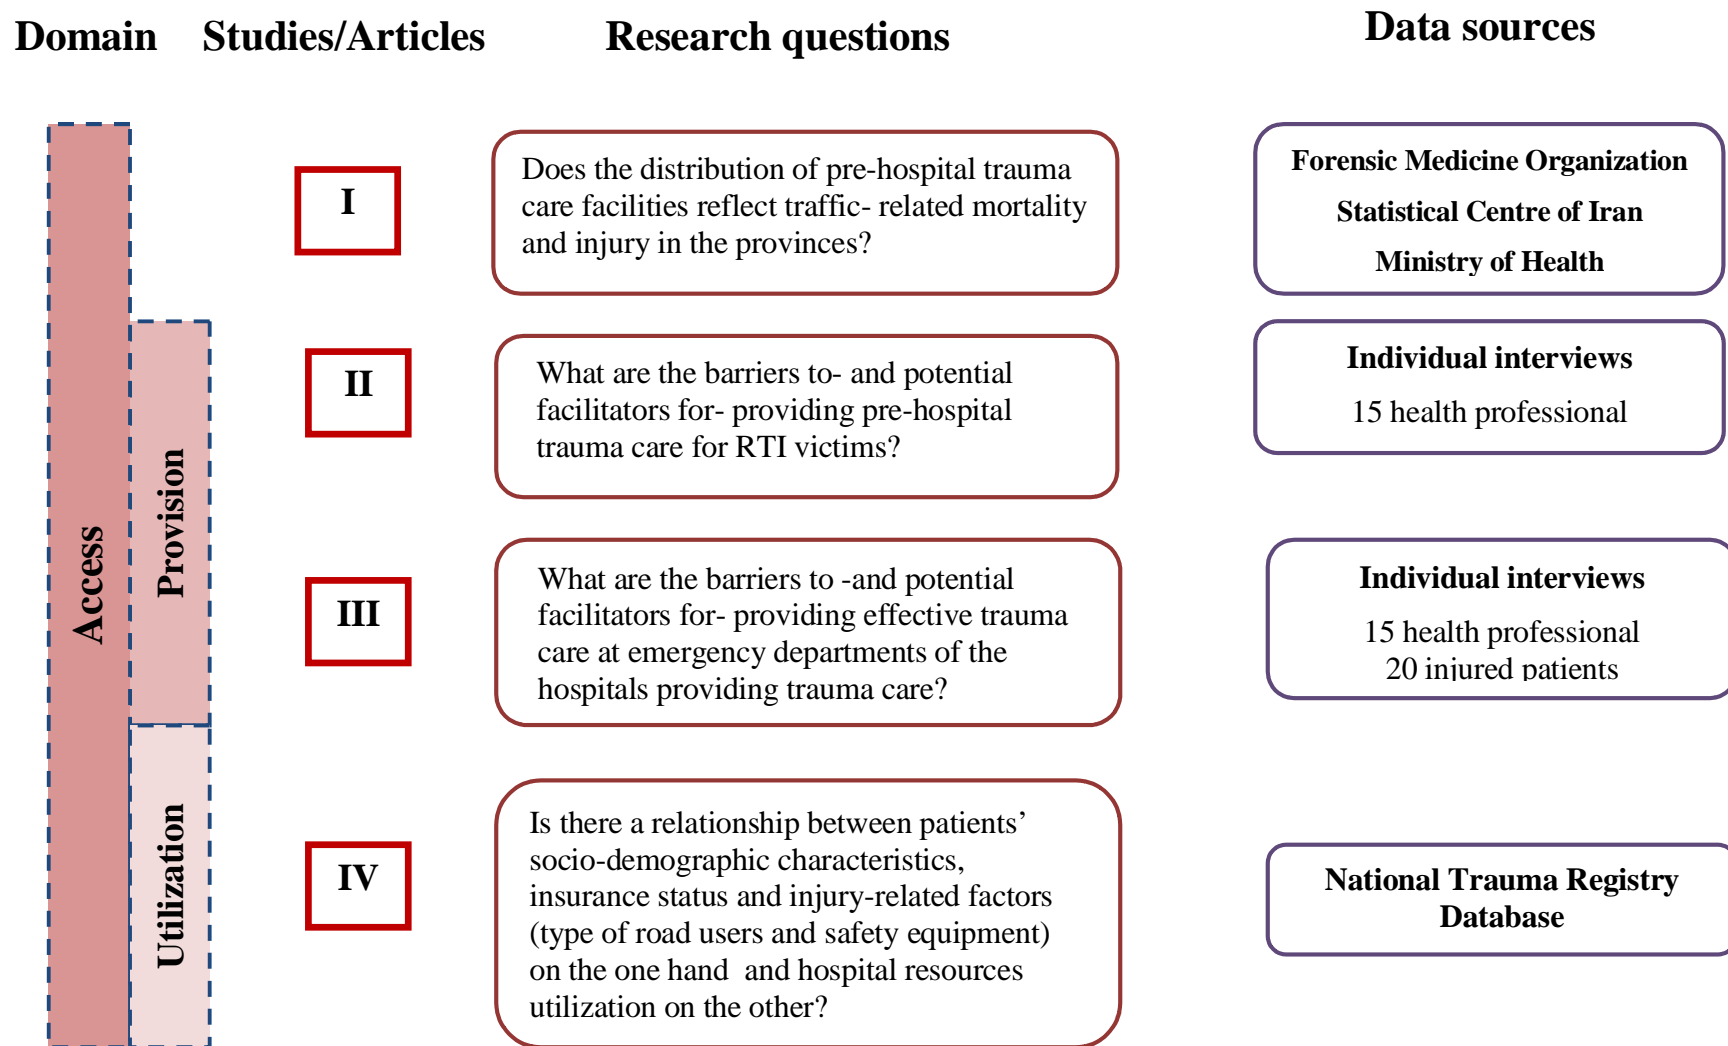 Domain
Studies/Articles
Research questions
Data sources
Access
Provision
Utilization
I
Does the distribution of pre-hospital trauma
care facilities reflect traffic- related mortality
and injury in the provinces?
Forensic Medicine Organization
Statistical Centre of Iran
Ministry of Health
II
What are the barriers to- and potential
facilitators for- providing pre-hospital
trauma care for RTI victims?
Individual interviews
15 health professional
III
What are the barriers to -and potential
facilitators for- providing effective trauma
care at emergency departments of the
hospitals providing trauma care?
Individual interviews
15 health professional
20 injured patients
IV
Is there a relationship between patients’
socio-demographic characteristics,
insurance status and injury-related factors
(type of road users and safety equipment)
on the one hand  and hospital resources
utilization on the other?
National Trauma Registry
Database